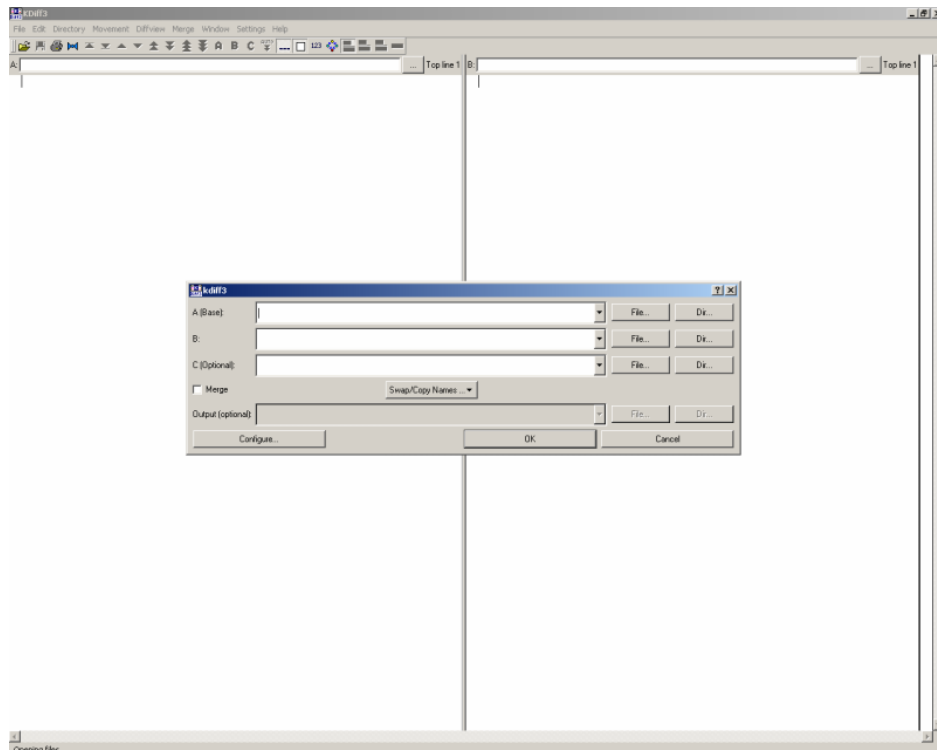 KDiff3
File Edit Directory Movement Diffview Merge Window Settings Help
A B C 123
A: ... Top line 1 B: ... Top line 1
kdiff3
A (Base): File... Dir...
B: File... Dir...
C (Optional): File... Dir...
Merge Swap/Copy Names ...
Output (optional): File... Dir...
Configure... OK Cancel
Opening files...